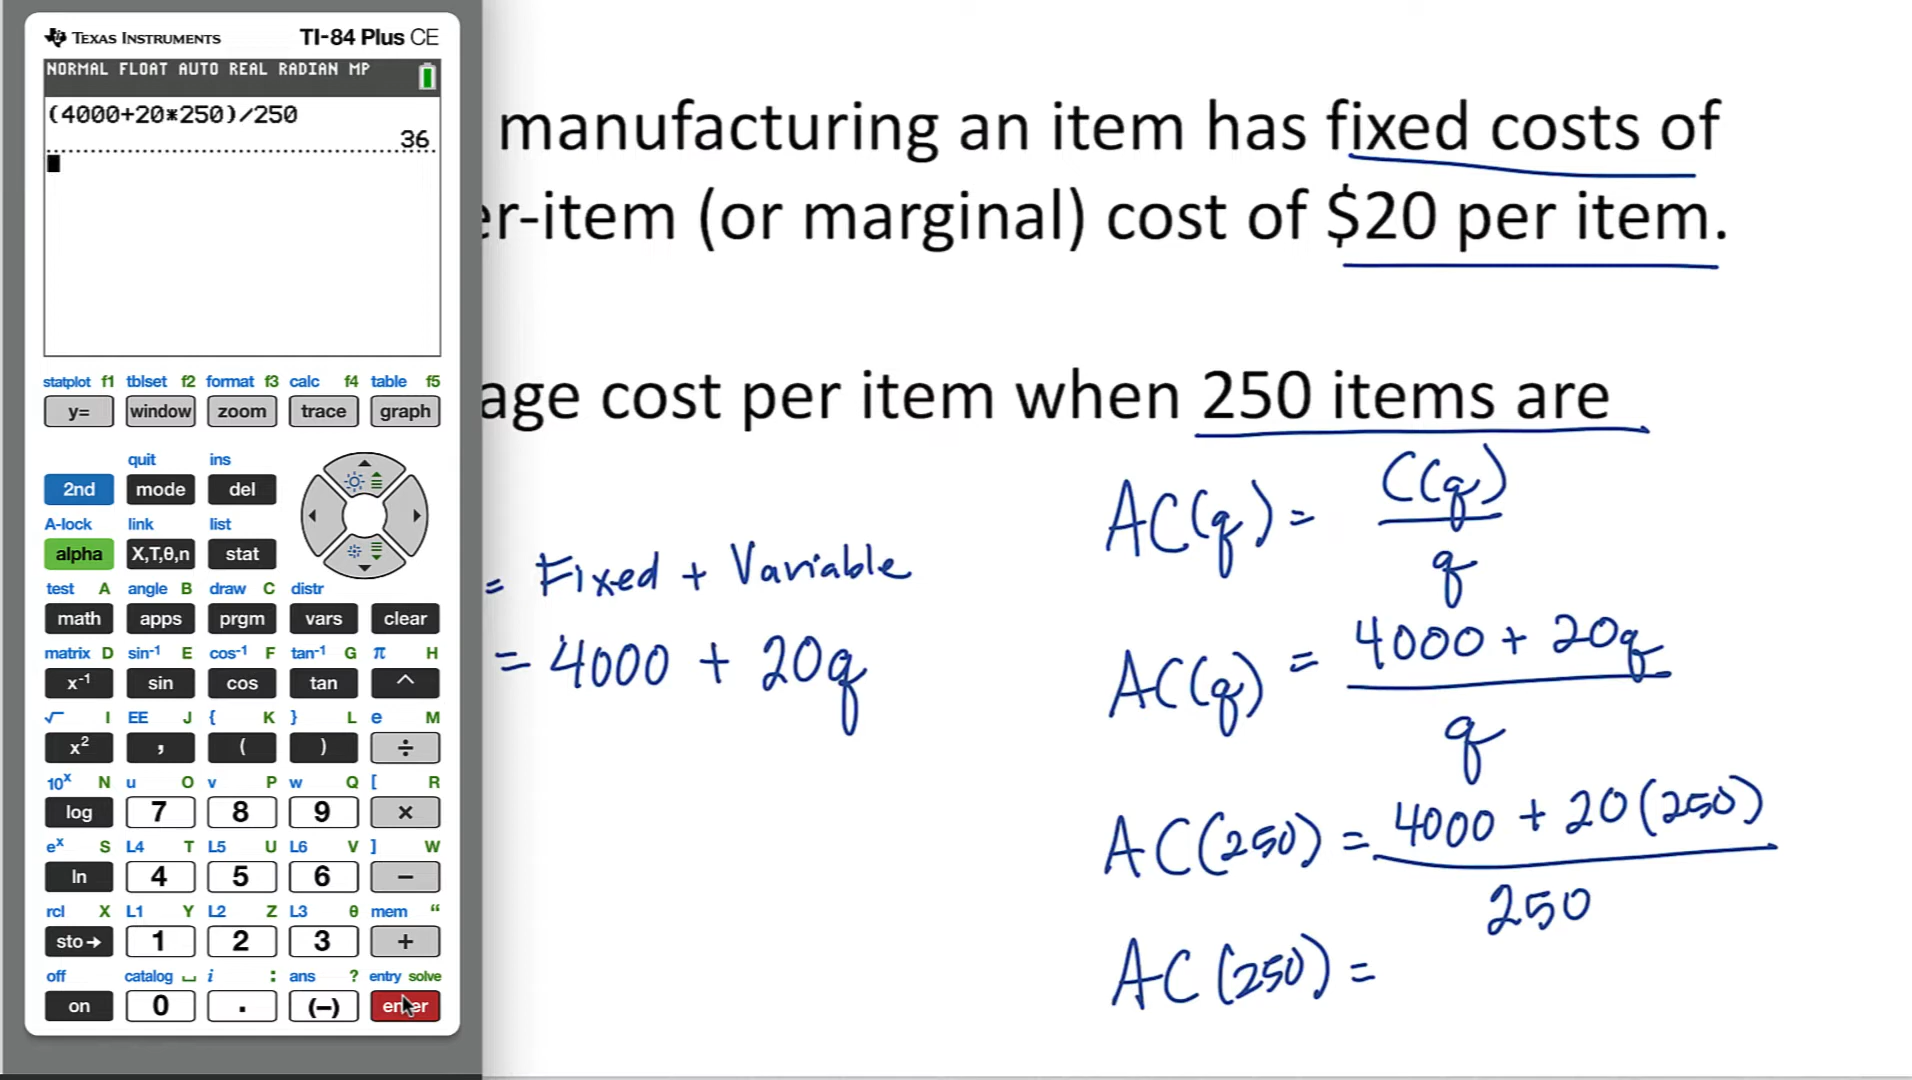 TEXAS INSTRUMENTS TI-84 Plus CE
NORMAL FLOAT AUTO REAL RADIAN MP
(4000+20*250)/250
36
statplot f1 tblset f2 format f3 calc f4 table f5
y= window zoom trace graph
quit ins
2nd mode del
A-lock link list
alpha X,T,θ,n stat
test A angle B draw C distr
math apps prgm vars clear
matrix D sin⁻¹ E cos⁻¹ F tan⁻¹ G π H
x⁻¹ sin cos tan ^
√ I EE J { K } L e M
x² , ( ) ÷
10ˣ N u O v P w Q [ R
log 7 8 9 ×
eˣ S L4 T L5 U L6 V ] W
ln 4 5 6 −
rcl X L1 Y L2 Z L3 θ mem “
sto→ 1 2 3 +
off catalog ⎵ i : ans ? entry solve
on 0 . (–) enter
manufacturing an item has fixed costs of
er-item (or marginal) cost of $20 per item.
age cost per item when 250 items are
= Fixed + Variable
= 4000 + 20q
AC(q) = C(q) / q
AC(q) = 4000 + 20q / q
AC(250) = 4000 + 20(250) / 250
AC(250) =